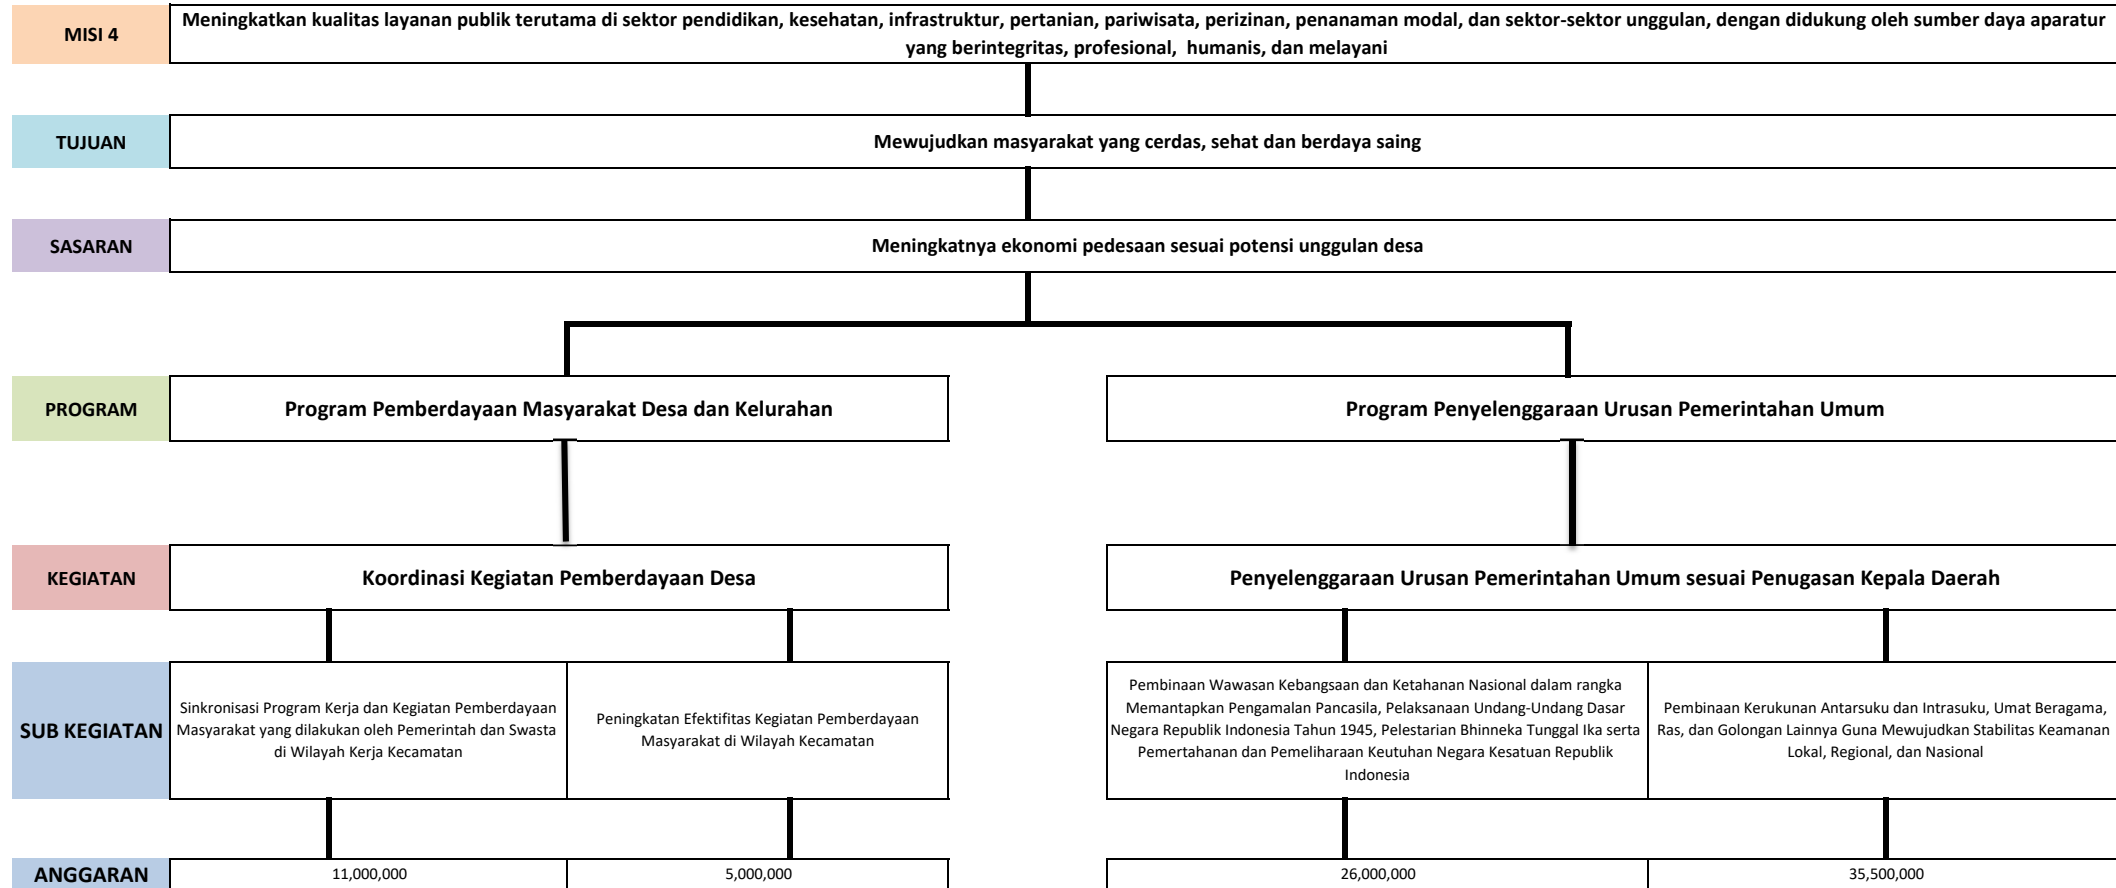 MISI 4
Meningkatkan kualitas layanan publik terutama di sektor pendidikan, kesehatan, infrastruktur, pertanian, pariwisata, perizinan, penanaman modal, dan sektor-sektor unggulan, dengan didukung oleh sumber daya aparatur
yang berintegritas, profesional, humanis, dan melayani
TUJUAN
Mewujudkan masyarakat yang cerdas, sehat dan berdaya saing
SASARAN
Meningkatnya ekonomi pedesaan sesuai potensi unggulan desa
PROGRAM
Program Pemberdayaan Masyarakat Desa dan Kelurahan
Program Penyelenggaraan Urusan Pemerintahan Umum
KEGIATAN
Koordinasi Kegiatan Pemberdayaan Desa
Penyelenggaraan Urusan Pemerintahan Umum sesuai Penugasan Kepala Daerah
SUB KEGIATAN
Sinkronisasi Program Kerja dan Kegiatan Pemberdayaan
Masyarakat yang dilakukan oleh Pemerintah dan Swasta
di Wilayah Kerja Kecamatan
Peningkatan Efektifitas Kegiatan Pemberdayaan
Masyarakat di Wilayah Kecamatan
Pembinaan Wawasan Kebangsaan dan Ketahanan Nasional dalam rangka
Memantapkan Pengamalan Pancasila, Pelaksanaan Undang-Undang Dasar
Negara Republik Indonesia Tahun 1945, Pelestarian Bhinneka Tunggal Ika serta
Pemertahanan dan Pemeliharaan Keutuhan Negara Kesatuan Republik
Indonesia
Pembinaan Kerukunan Antarsuku dan Intrasuku, Umat Beragama,
Ras, dan Golongan Lainnya Guna Mewujudkan Stabilitas Keamanan
Lokal, Regional, dan Nasional
ANGGARAN
11,000,000
5,000,000
26,000,000
35,500,000